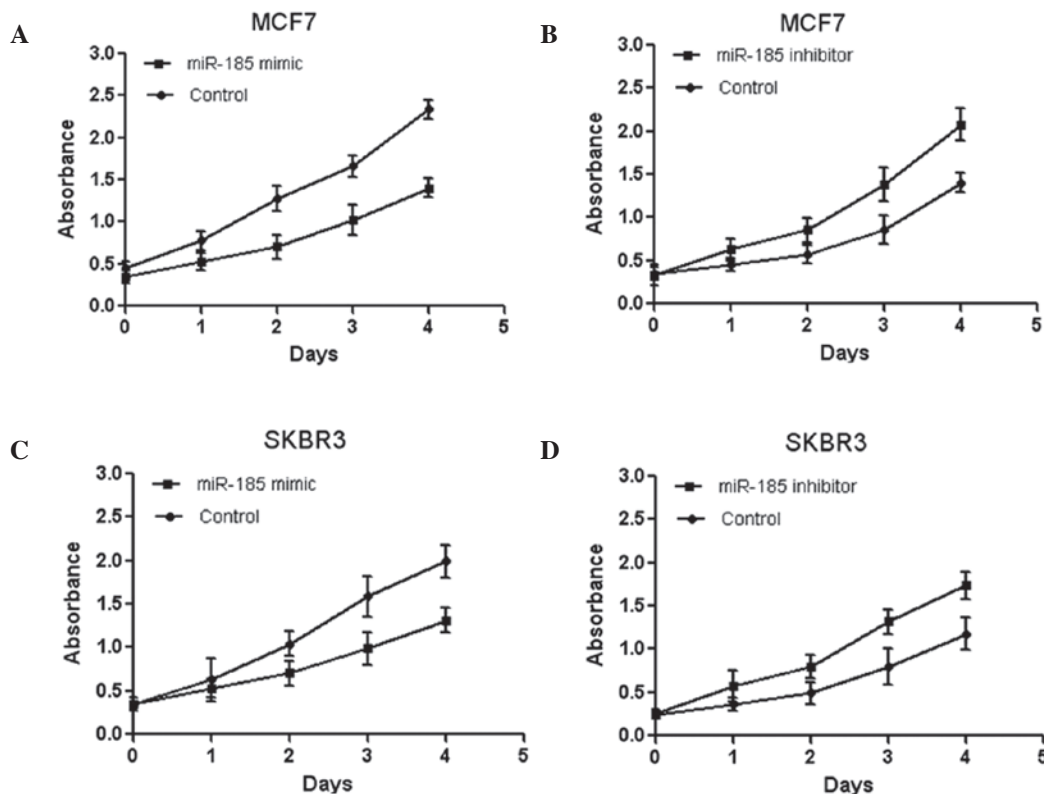 A
MCF7
miR-185 mimic
Control
Absorbance
3.0
2.5
2.0
1.5
1.0
0.5
0.0
0 1 2 3 4 5
Days
B
MCF7
miR-185 inhibitor
Control
Absorbance
3.0
2.5
2.0
1.5
1.0
0.5
0.0
0 1 2 3 4 5
Days
C
SKBR3
miR-185 mimic
Control
Absorbance
3.0
2.5
2.0
1.5
1.0
0.5
0.0
0 1 2 3 4 5
Days
D
SKBR3
miR-185 inhibitor
Control
Absorbance
3.0
2.5
2.0
1.5
1.0
0.5
0.0
0 1 2 3 4 5
Days